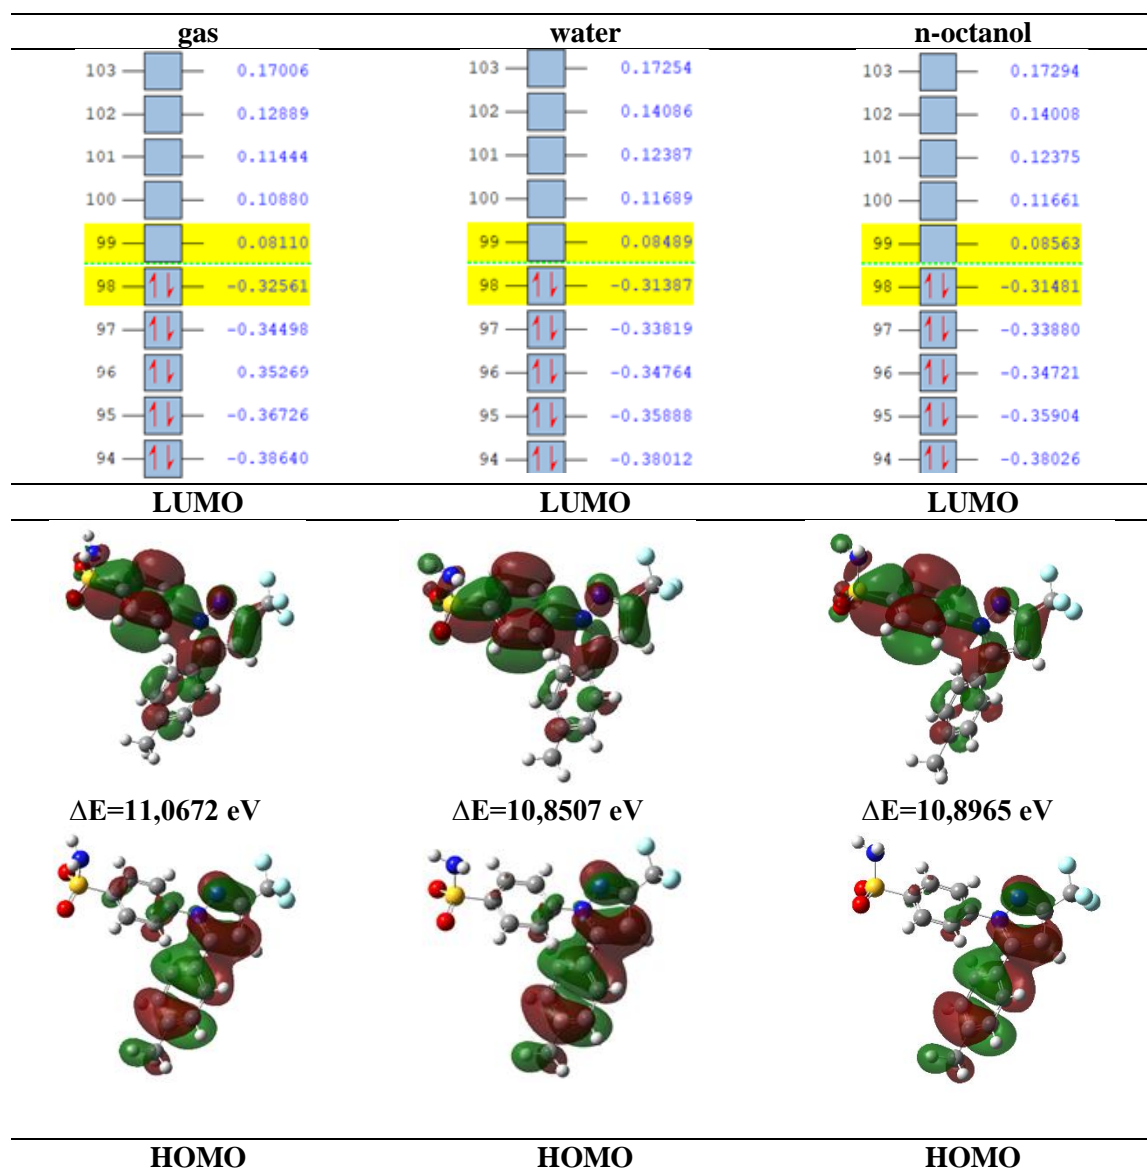 gas water n-octanol
103 0.17006 103 0.17254 103 0.17294
102 0.12889 102 0.14086 102 0.14008
101 0.11444 101 0.12387 101 0.12375
100 0.10880 100 0.11689 100 0.11661
99 0.08110 99 0.08489 99 0.08563
98 -0.32561 98 -0.31387 98 -0.31481
97 -0.34498 97 -0.33819 97 -0.33880
96 0.35269 96 -0.34764 96 -0.34721
95 -0.36726 95 -0.35888 95 -0.35904
94 -0.38640 94 -0.38012 94 -0.38026
LUMO LUMO LUMO
∆E=11,0672 eV ∆E=10,8507 eV ∆E=10,8965 eV
HOMO HOMO HOMO